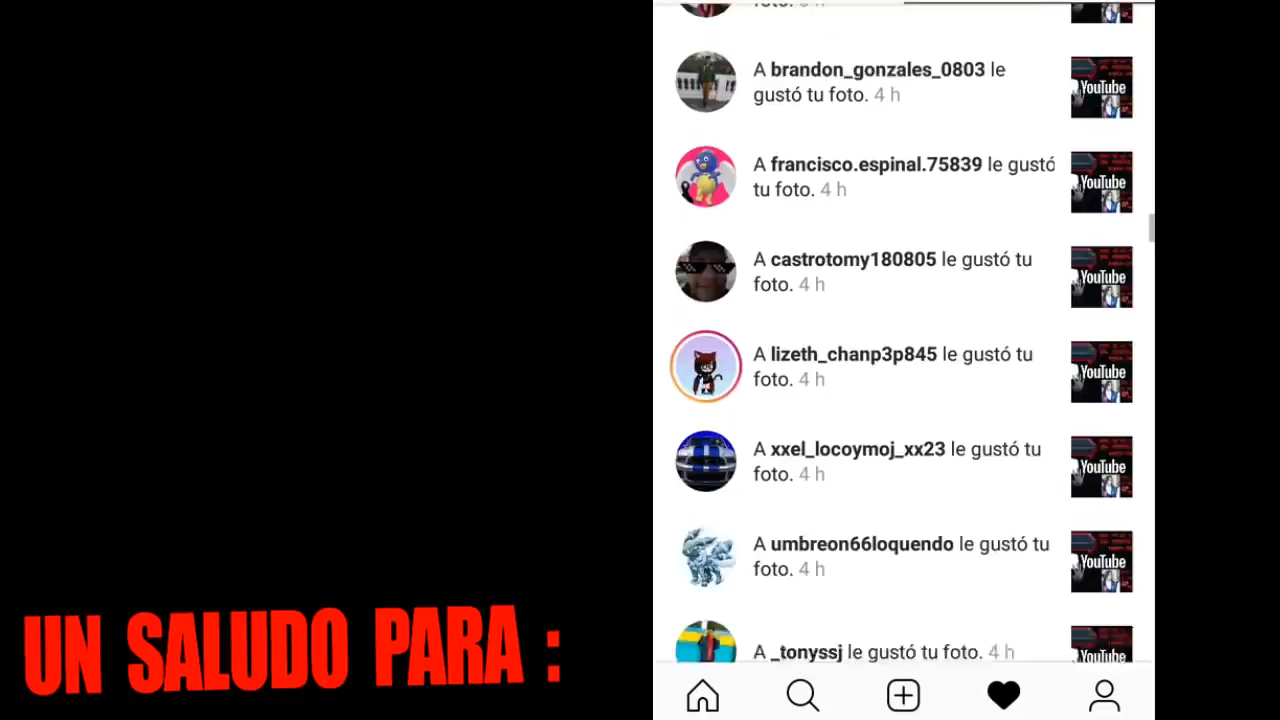 A brandon_gonzales_0803 le
gustó tu foto. 4 h
YouTube
A francisco.espinal.75839 le gustó
tu foto. 4 h
YouTube
A castrotomy180805 le gustó tu
foto. 4 h
YouTube
A lizeth_chanp3p845 le gustó tu
foto. 4 h
YouTube
A xxel_locoymoj_xx23 le gustó tu
foto. 4 h
YouTube
A umbreon66loquendo le gustó tu
foto. 4 h
YouTube
A _tonyssj le gustó tu foto. 4 h
YouTube
UN SALUDO PARA :